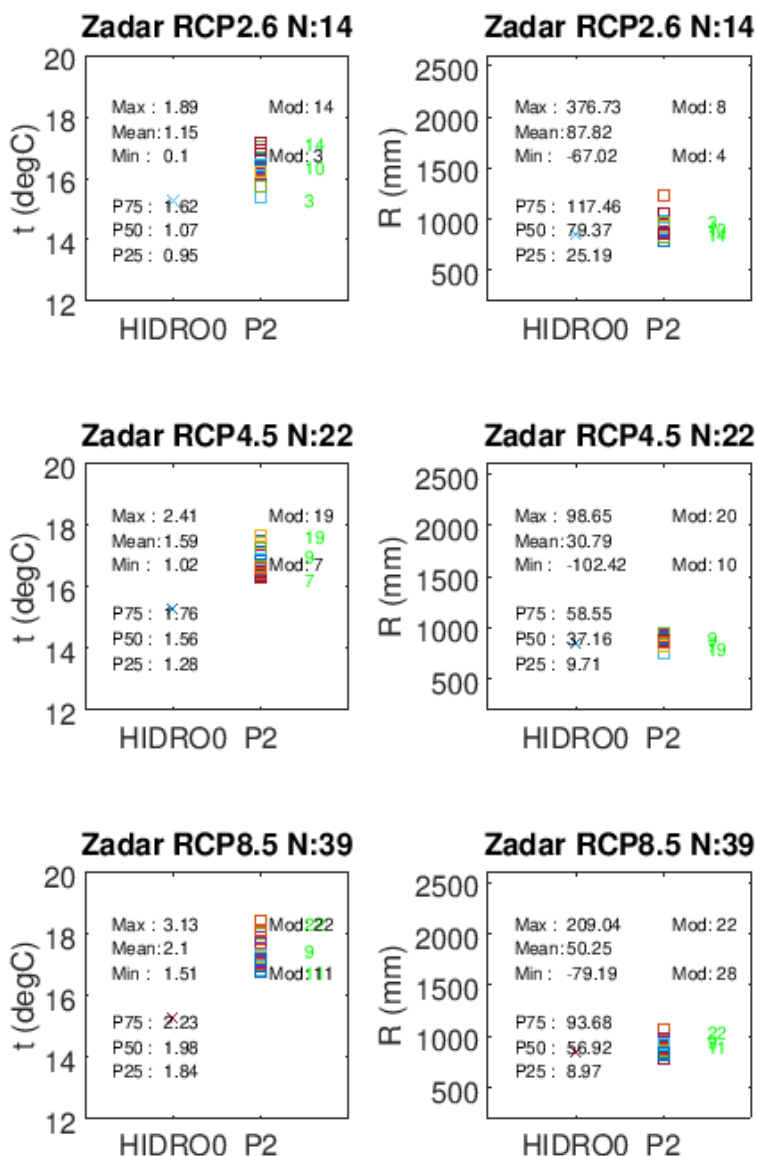 Zadar RCP2.6 N:14
20
18
16
14
12
t (degC)
Max : 1.89 Mod: 14
Mean: 1.15
Min : 0.1 Mod: 3
P75 : 1.62
P50 : 1.07
P25 : 0.95
14
10
3
HIDRO0 P2
Zadar RCP2.6 N:14
2500
2000
1500
1000
500
R (mm)
Max : 376.73 Mod: 8
Mean: 87.82
Min : -67.02 Mod: 4
P75 : 117.46
P50 : 79.37
P25 : 25.19
3
10
14
HIDRO0 P2
Zadar RCP4.5 N:22
20
18
16
14
12
t (degC)
Max : 2.41 Mod: 19
Mean: 1.59
Min : 1.02 Mod: 7
P75 : 1.76
P50 : 1.56
P25 : 1.28
19
9
7
HIDRO0 P2
Zadar RCP4.5 N:22
2500
2000
1500
1000
500
R (mm)
Max : 98.65 Mod: 20
Mean: 30.79
Min : -102.42 Mod: 10
P75 : 58.55
P50 : 37.16
P25 : 9.71
9
19
HIDRO0 P2
Zadar RCP8.5 N:39
20
18
16
14
12
t (degC)
Max : 3.13 Mod: 22
Mean: 2.1
Min : 1.51 Mod: 11
P75 : 2.23
P50 : 1.98
P25 : 1.84
22
9
11
HIDRO0 P2
Zadar RCP8.5 N:39
2500
2000
1500
1000
500
R (mm)
Max : 209.04 Mod: 22
Mean: 50.25
Min : -79.19 Mod: 28
P75 : 93.68
P50 : 56.92
P25 : 8.97
22
9
11
HIDRO0 P2